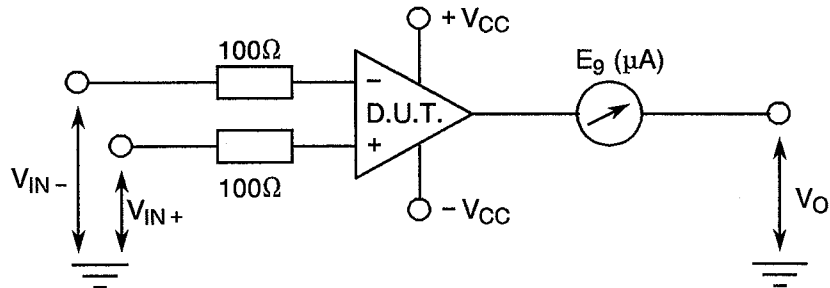 + VCC
100Ω
E9 (μA)
−
D.U.T.
+
100Ω
VIN −
VIN +
− VCC
VO